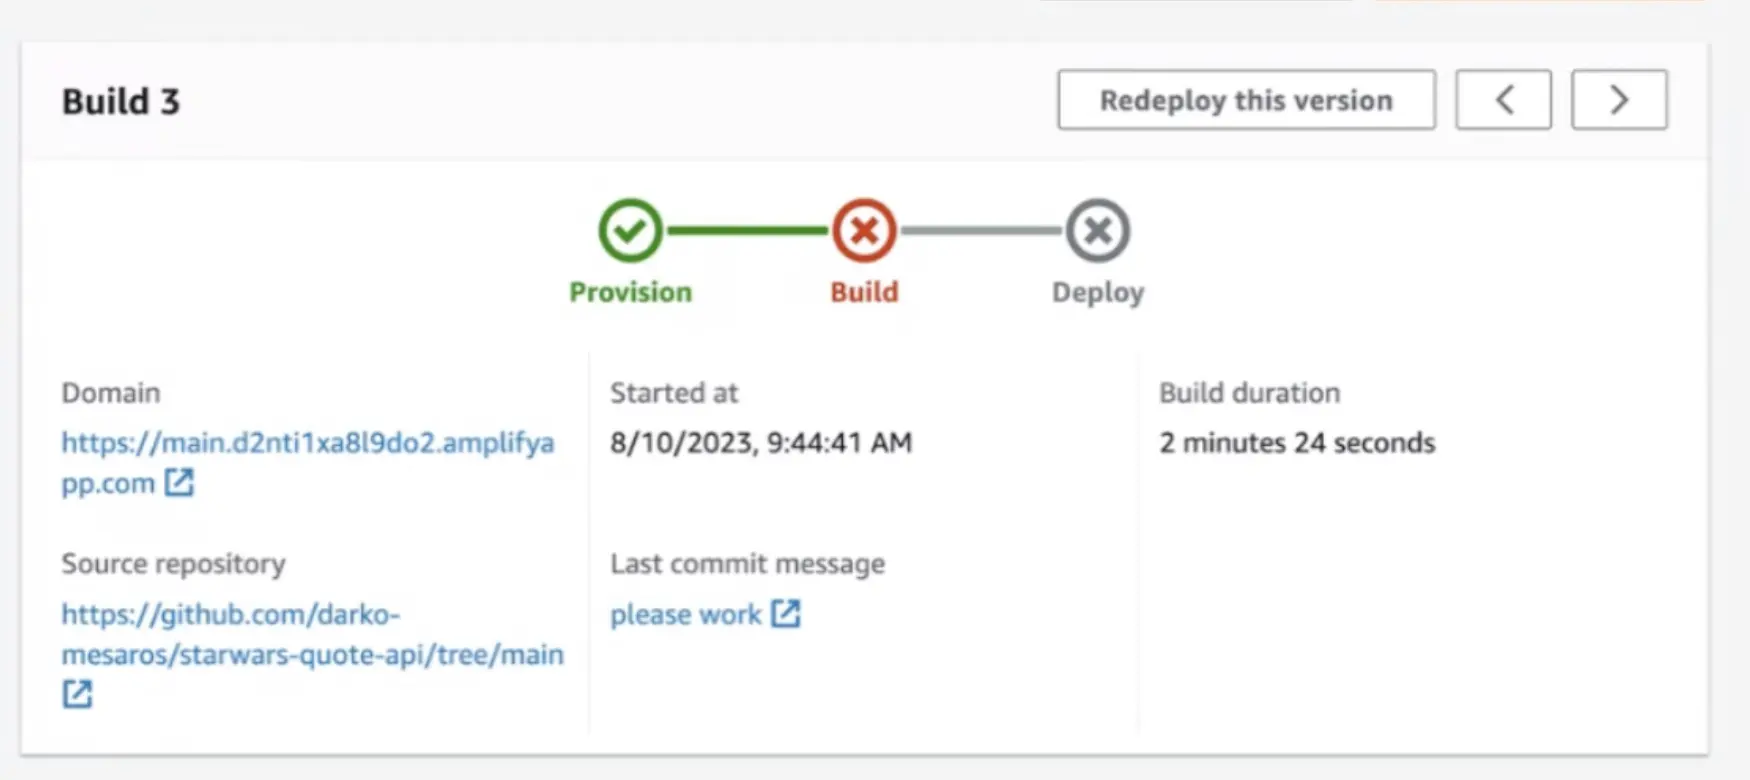 Build 3
Redeploy this version
Provision
Build
Deploy
Domain
https://main.d2nti1xa8l9do2.amplifya
pp.com
Started at
8/10/2023, 9:44:41 AM
Build duration
2 minutes 24 seconds
Source repository
https://github.com/darko-
mesaros/starwars-quote-api/tree/main
Last commit message
please work